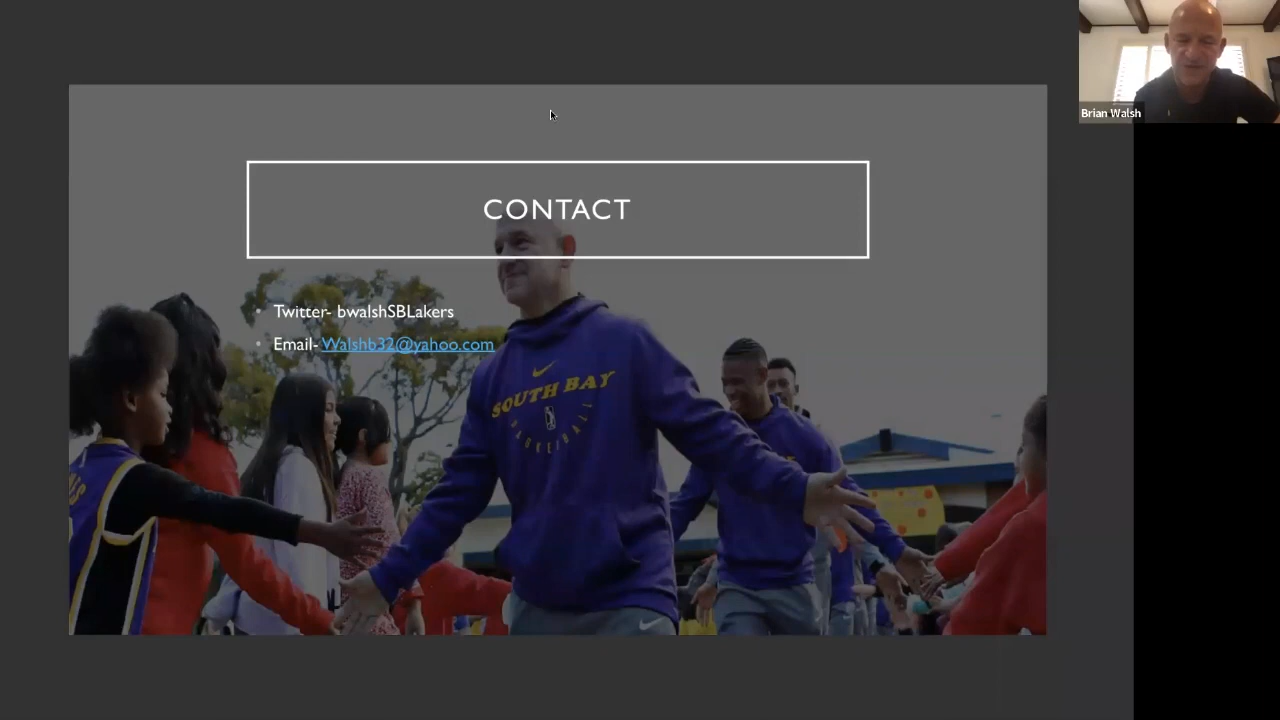 Brian Walsh
CONTACT
Twitter- bwalshSBLakers
Email- Walshb32@yahoo.com
SOUTH BAY
BASKETBALL